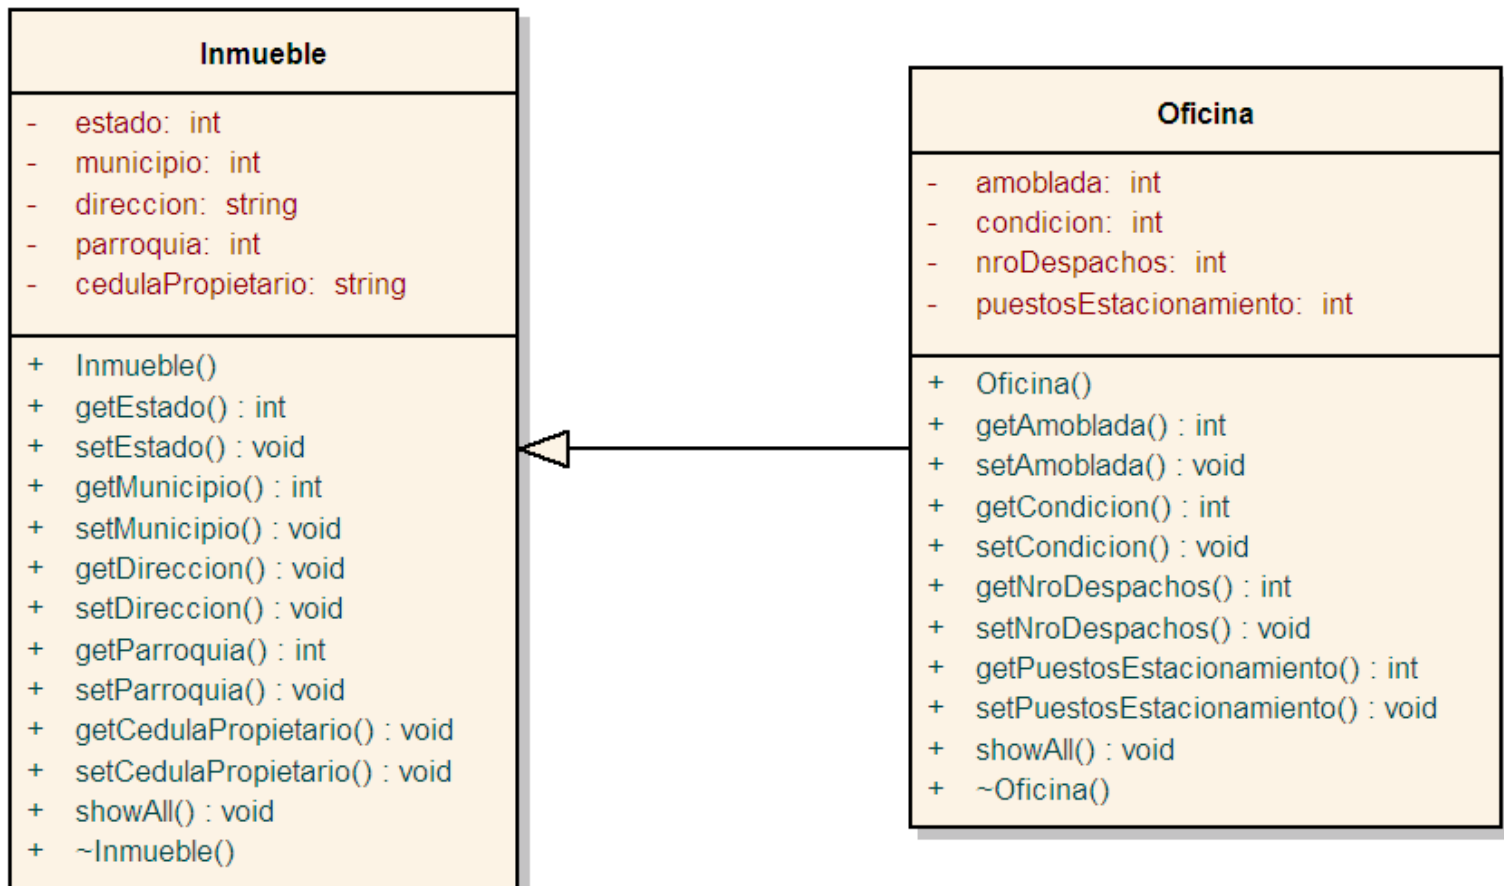 Inmueble
- estado: int
- municipio: int
- direccion: string
- parroquia: int
- cedulaPropietario: string
+ Inmueble()
+ getEstado() : int
+ setEstado() : void
+ getMunicipio() : int
+ setMunicipio() : void
+ getDireccion() : void
+ setDireccion() : void
+ getParroquia() : int
+ setParroquia() : void
+ getCedulaPropietario() : void
+ setCedulaPropietario() : void
+ showAll() : void
+ ~Inmueble()
Oficina
- amoblada: int
- condicion: int
- nroDespachos: int
- puestosEstacionamiento: int
+ Oficina()
+ getAmoblada() : int
+ setAmoblada() : void
+ getCondicion() : int
+ setCondicion() : void
+ getNroDespachos() : int
+ setNroDespachos() : void
+ getPuestosEstacionamiento() : int
+ setPuestosEstacionamiento() : void
+ showAll() : void
+ ~Oficina()